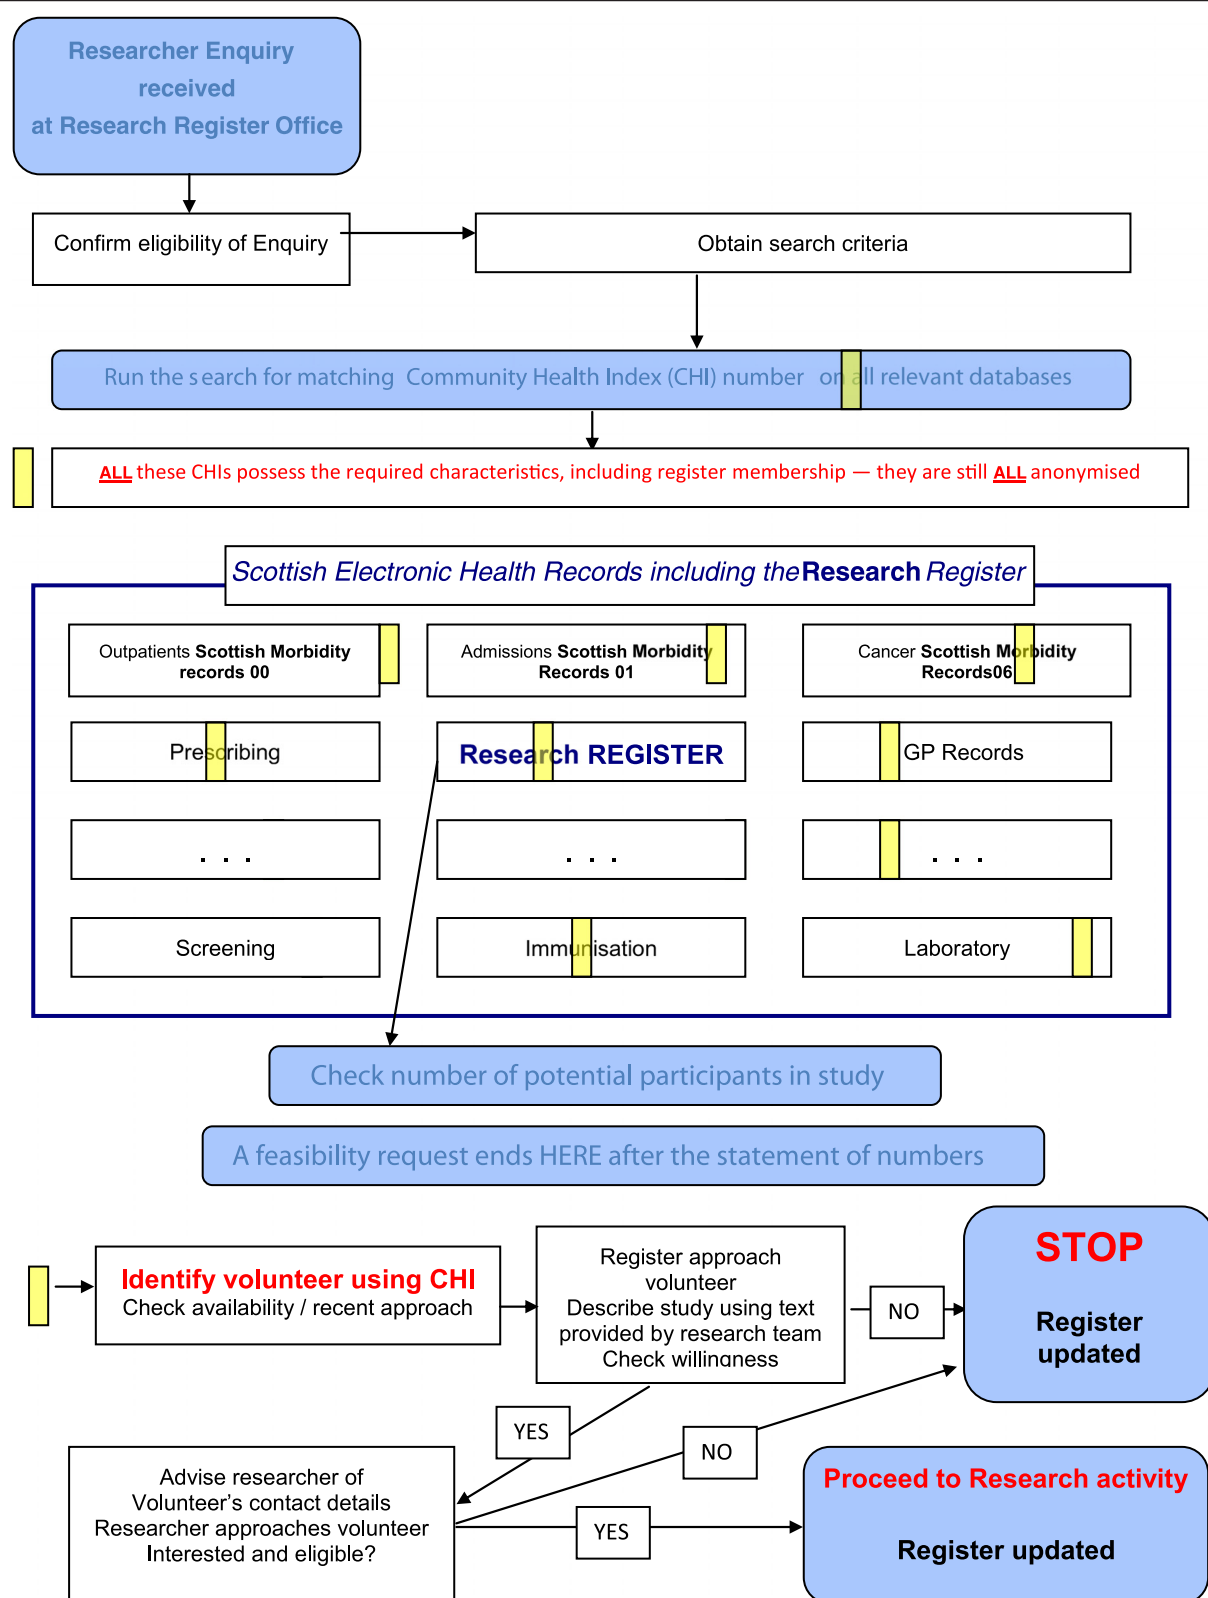 Researcher Enquiry
received
at Research Register Office
Confirm eligibility of Enquiry
Obtain search criteria
Run the search for matching Community Health Index (CHI) number on all relevant databases
ALL these CHIs possess the required characteristics, including register membership — they are still ALL anonymised
Scottish Electronic Health Records including the Research Register
Outpatients Scottish Morbidity
records 00
Admissions Scottish Morbidity
Records 01
Cancer Scottish Morbidity
Records06
Prescribing
Research REGISTER
GP Records
. . .
. . .
. . .
Screening
Immunisation
Laboratory
Check number of potential participants in study
A feasibility request ends HERE after the statement of numbers
Identify volunteer using CHI
Check availability / recent approach
Register approach
volunteer
Describe study using text
provided by research team
Check willingness
NO
STOP
Register
updated
YES
NO
Advise researcher of
Volunteer's contact details
Researcher approaches volunteer
Interested and eligible?
YES
Proceed to Research activity
Register updated